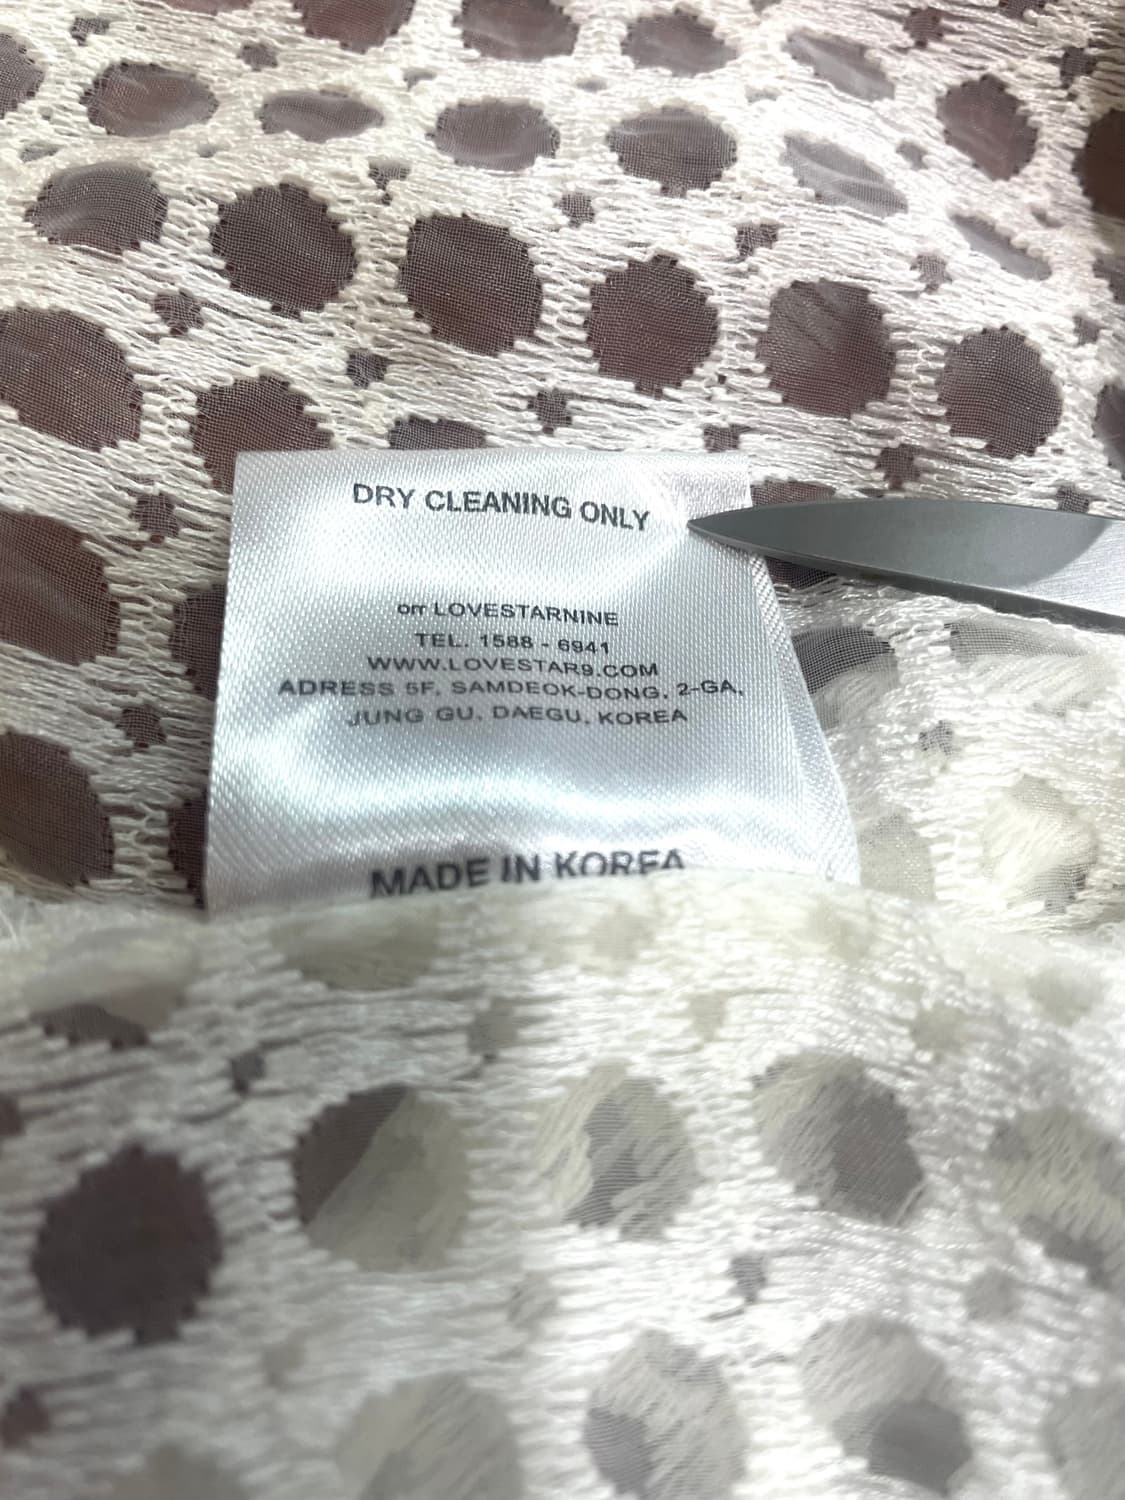 DRY CLEANING ONLY
orr LOVESTARNINE
TEL. 1588 - 6941
WWW.LOVESTAR9.COM
ADRESS 5F, SAMDEOK-DONG, 2-GA,
JUNG GU, DAEGU, KOREA
MADE IN KOREA